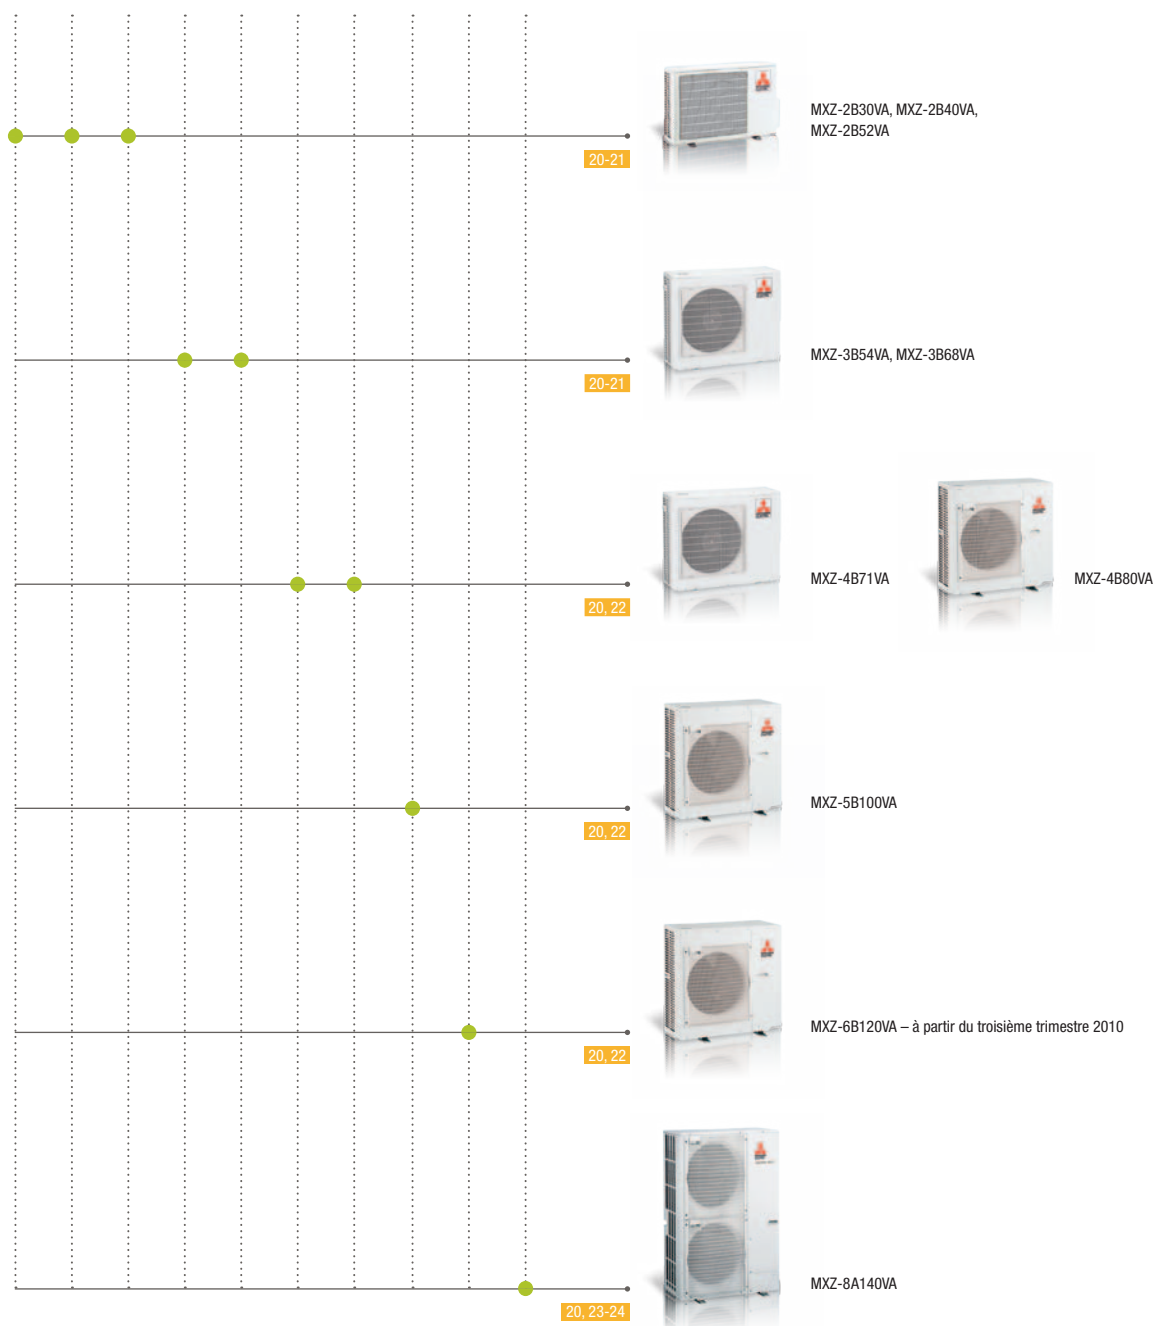 MXZ-2B30VA, MXZ-2B40VA,
MXZ-2B52VA
20-21
MXZ-3B54VA, MXZ-3B68VA
20-21
MXZ-4B71VA
MXZ-4B80VA
20, 22
MXZ-5B100VA
20, 22
MXZ-6B120VA – à partir du troisième trimestre 2010
20, 22
MXZ-8A140VA
20, 23-24